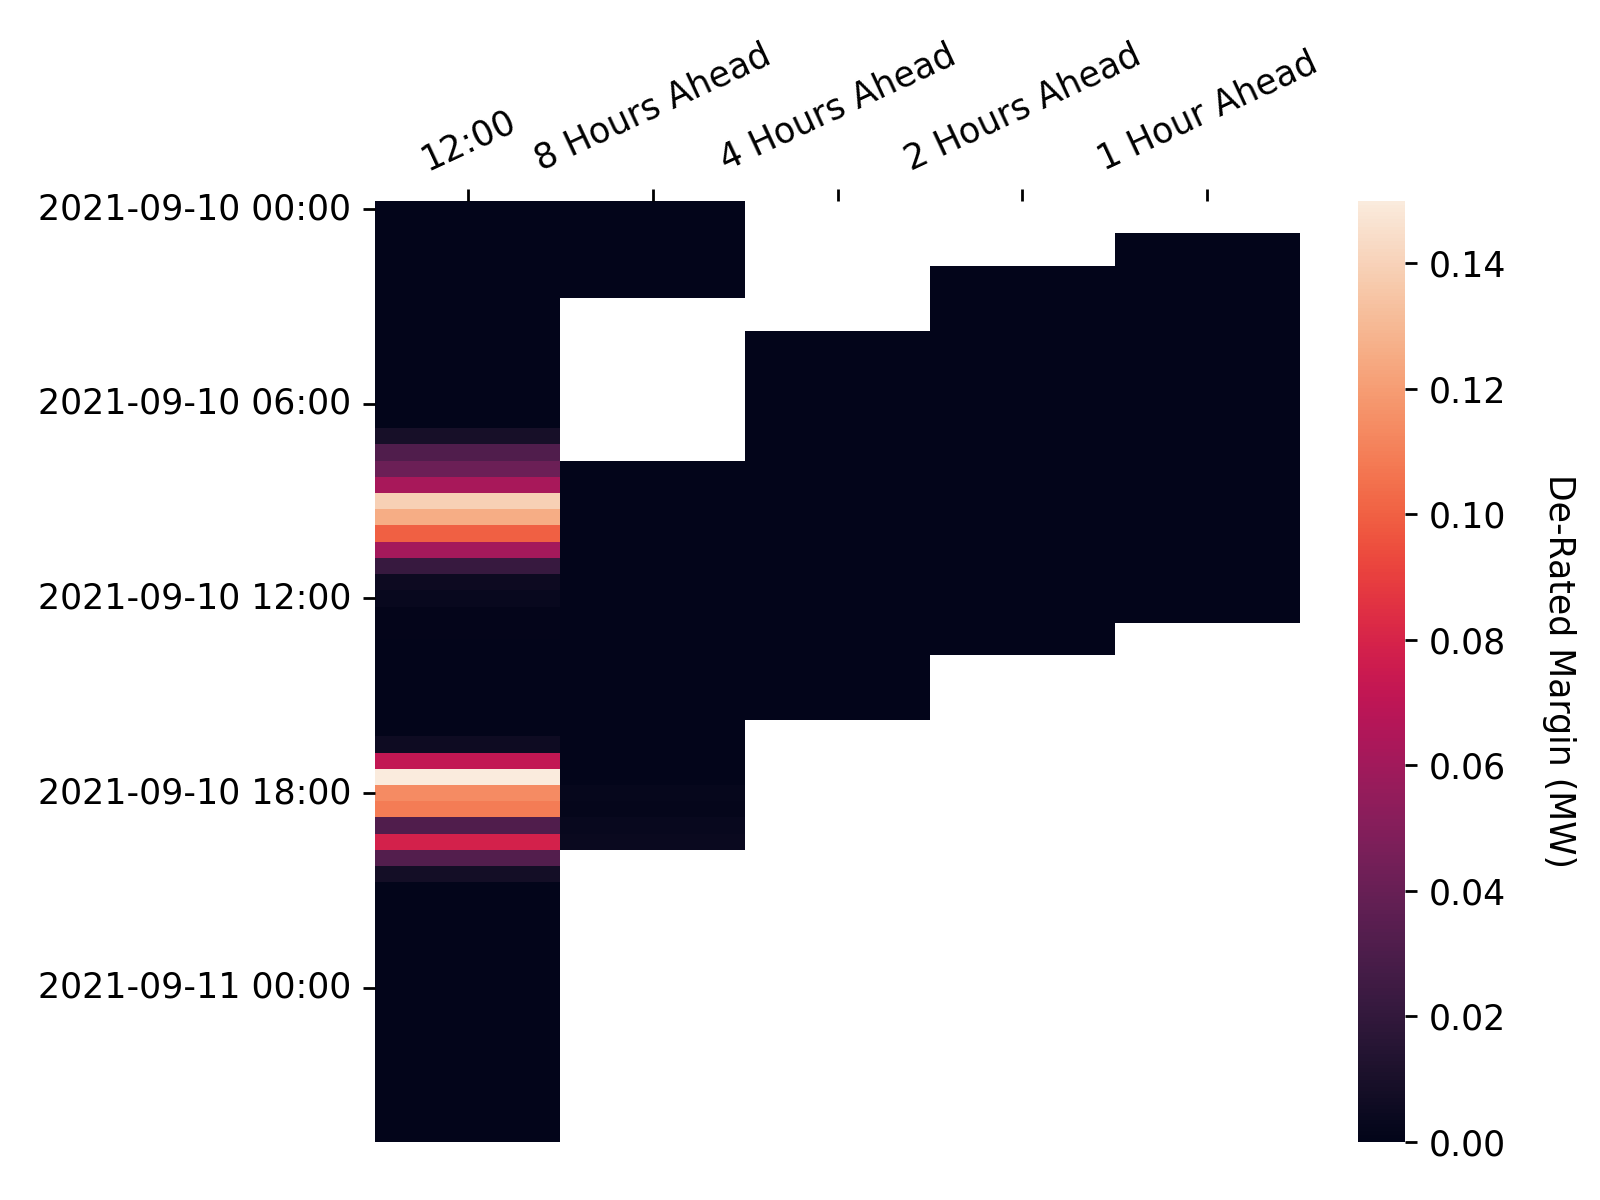 12:00
8 Hours Ahead
4 Hours Ahead
2 Hours Ahead
1 Hour Ahead
2021-09-10 00:00
2021-09-10 06:00
2021-09-10 12:00
2021-09-10 18:00
2021-09-11 00:00
0.14
0.12
0.10
0.08
0.06
0.04
0.02
0.00
De-Rated Margin (MW)